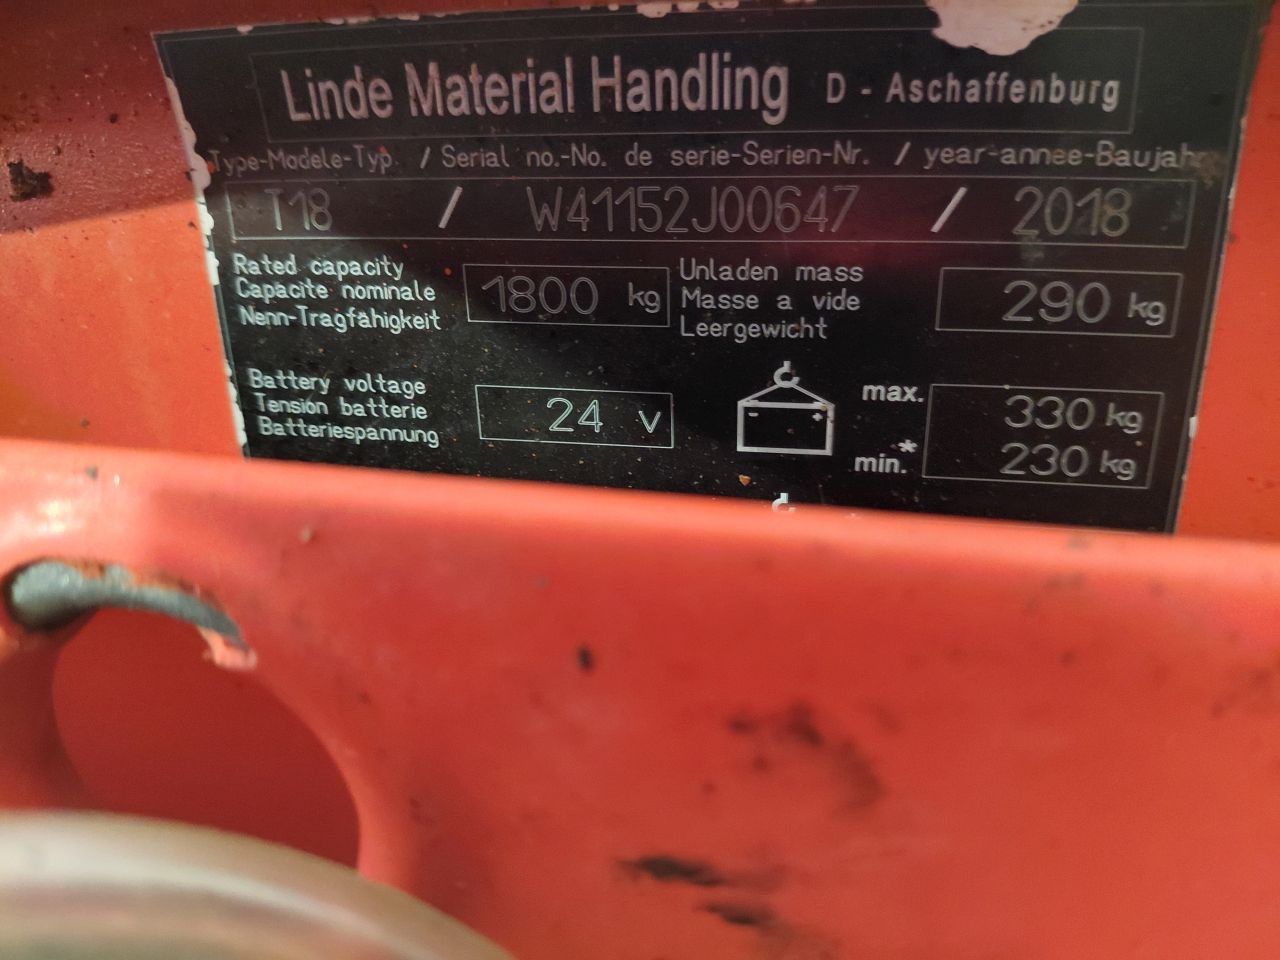 Linde Material Handling D - Aschaffenburg
Type-Modele-Typ. / Serial no.-No. de serie-Serien-Nr. / year-annee-Baujahr
T18 / W41152J00647 / 2018
Rated capacity
Capacite nominale
Nenn-Tragfähigkeit
1800 kg
Unladen mass
Masse a vide
Leergewicht
290 kg
Battery voltage
Tension batterie
Batteriespannung
24 V
- +
max. 330 kg
min.* 230 kg